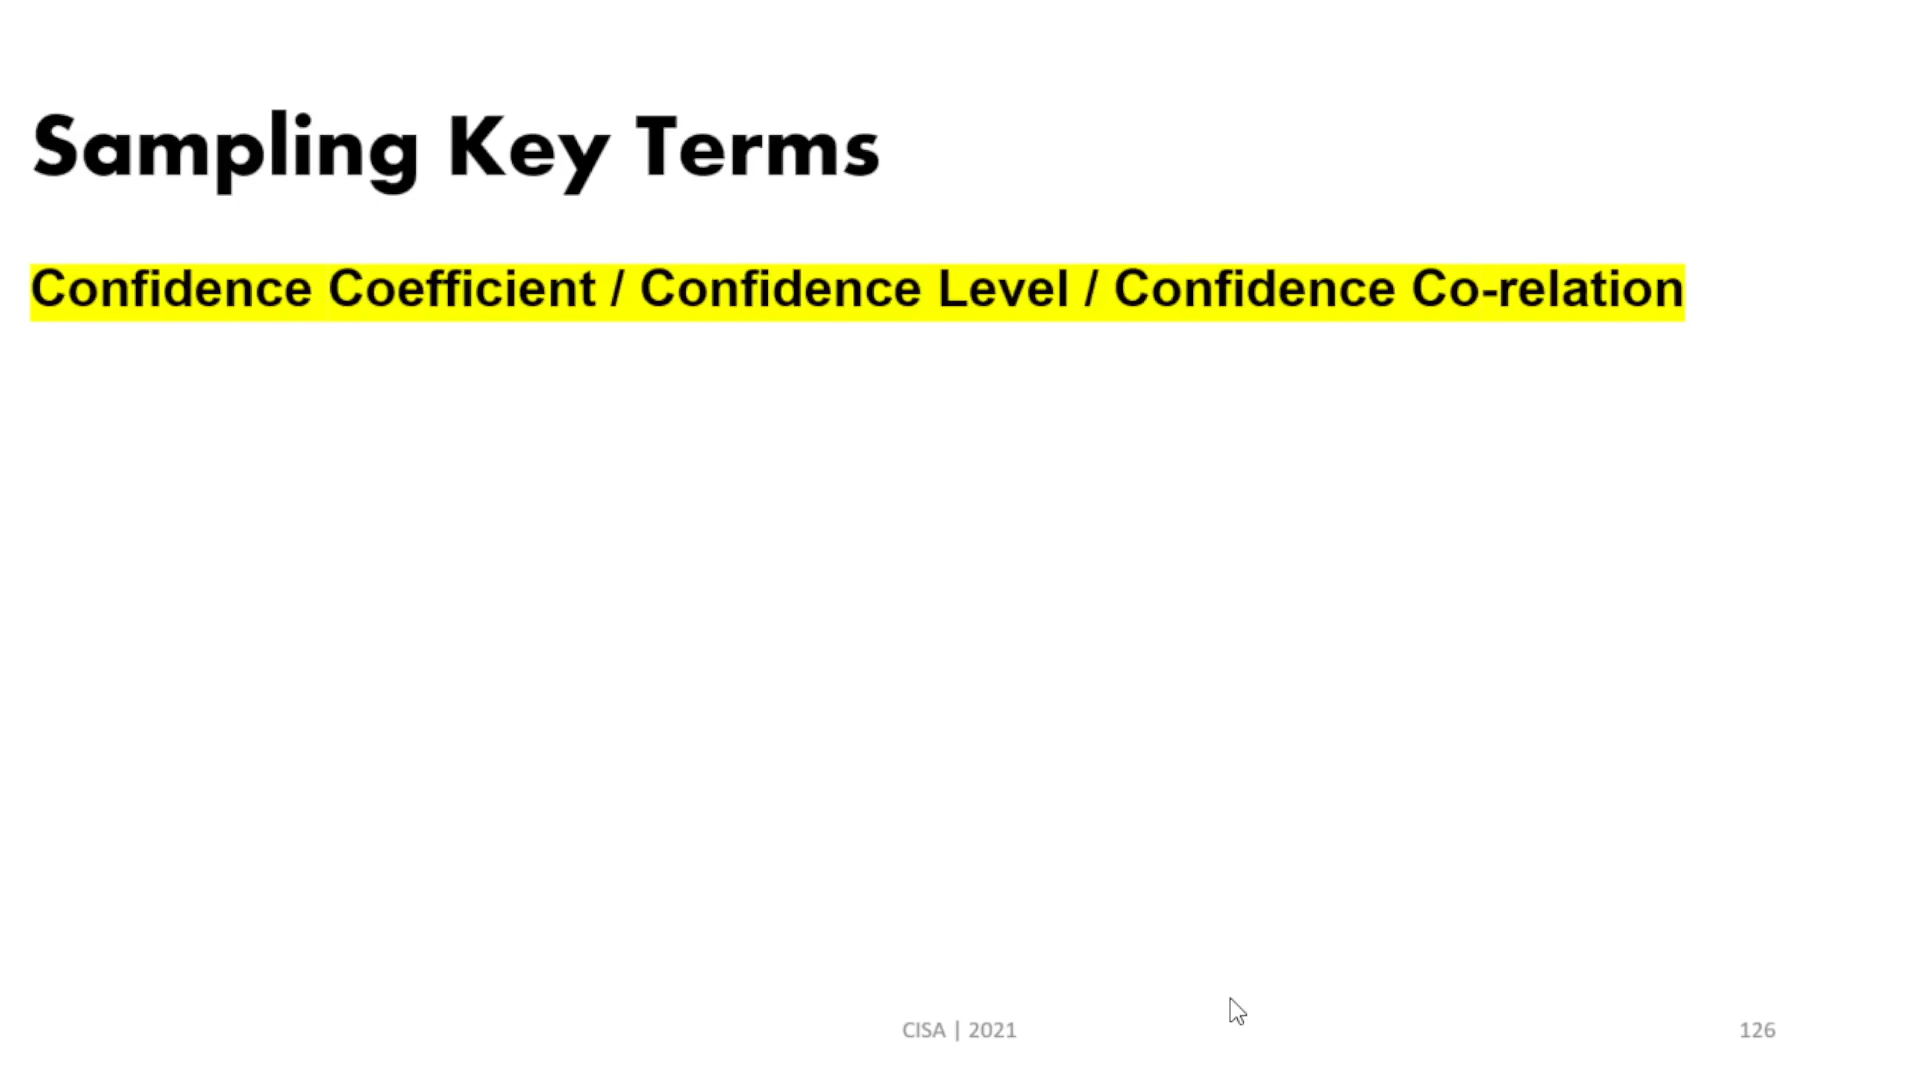 Sampling Key Terms
Confidence Coefficient / Confidence Level / Confidence Co-relation
CISA | 2021
126